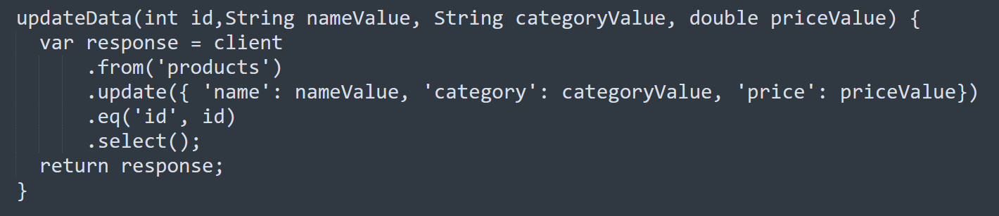 updateData(int id,String nameValue, String categoryValue, double priceValue) {
  var response = client
      .from('products')
      .update({ 'name': nameValue, 'category': categoryValue, 'price': priceValue})
      .eq('id', id)
      .select();
  return response;
}